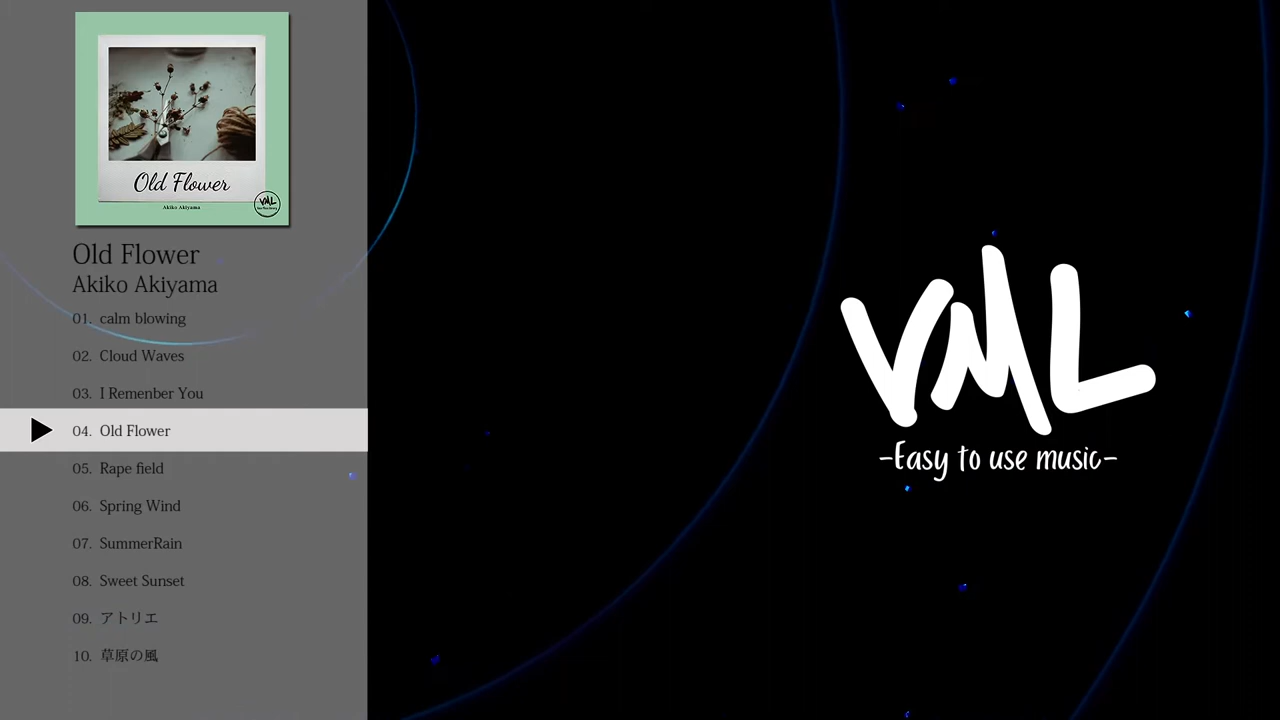 Old Flower
Akiko Akiyama
VML
Old Flower
Akiko Akiyama
01. calm blowing
02. Cloud Waves
03. I Remenber You
04. Old Flower
05. Rape field
06. Spring Wind
07. SummerRain
08. Sweet Sunset
09. アトリエ
10. 草原の風
VML
-Easy to use music-